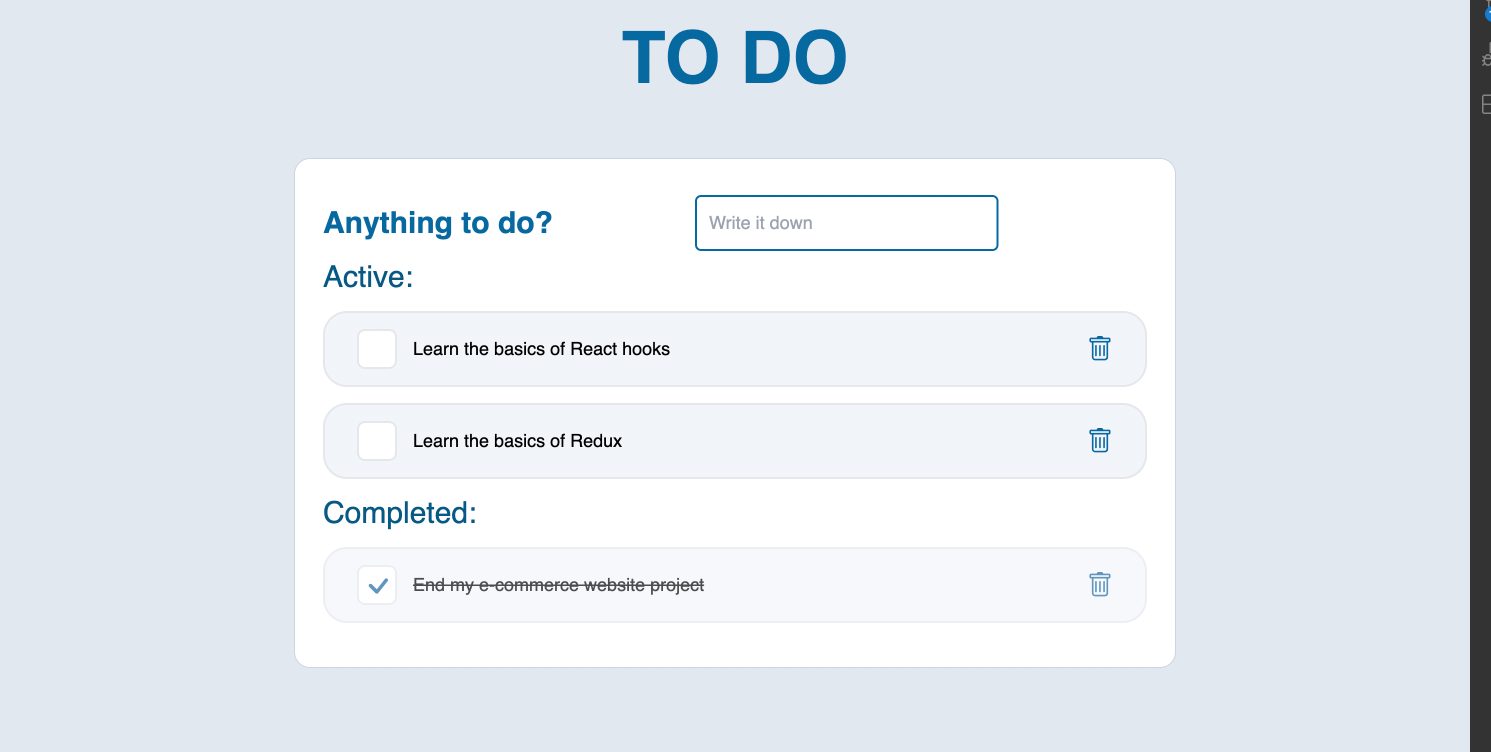 TO DO
Anything to do?
Write it down
Active:
Learn the basics of React hooks
Learn the basics of Redux
Completed:
End my e-commerce website project